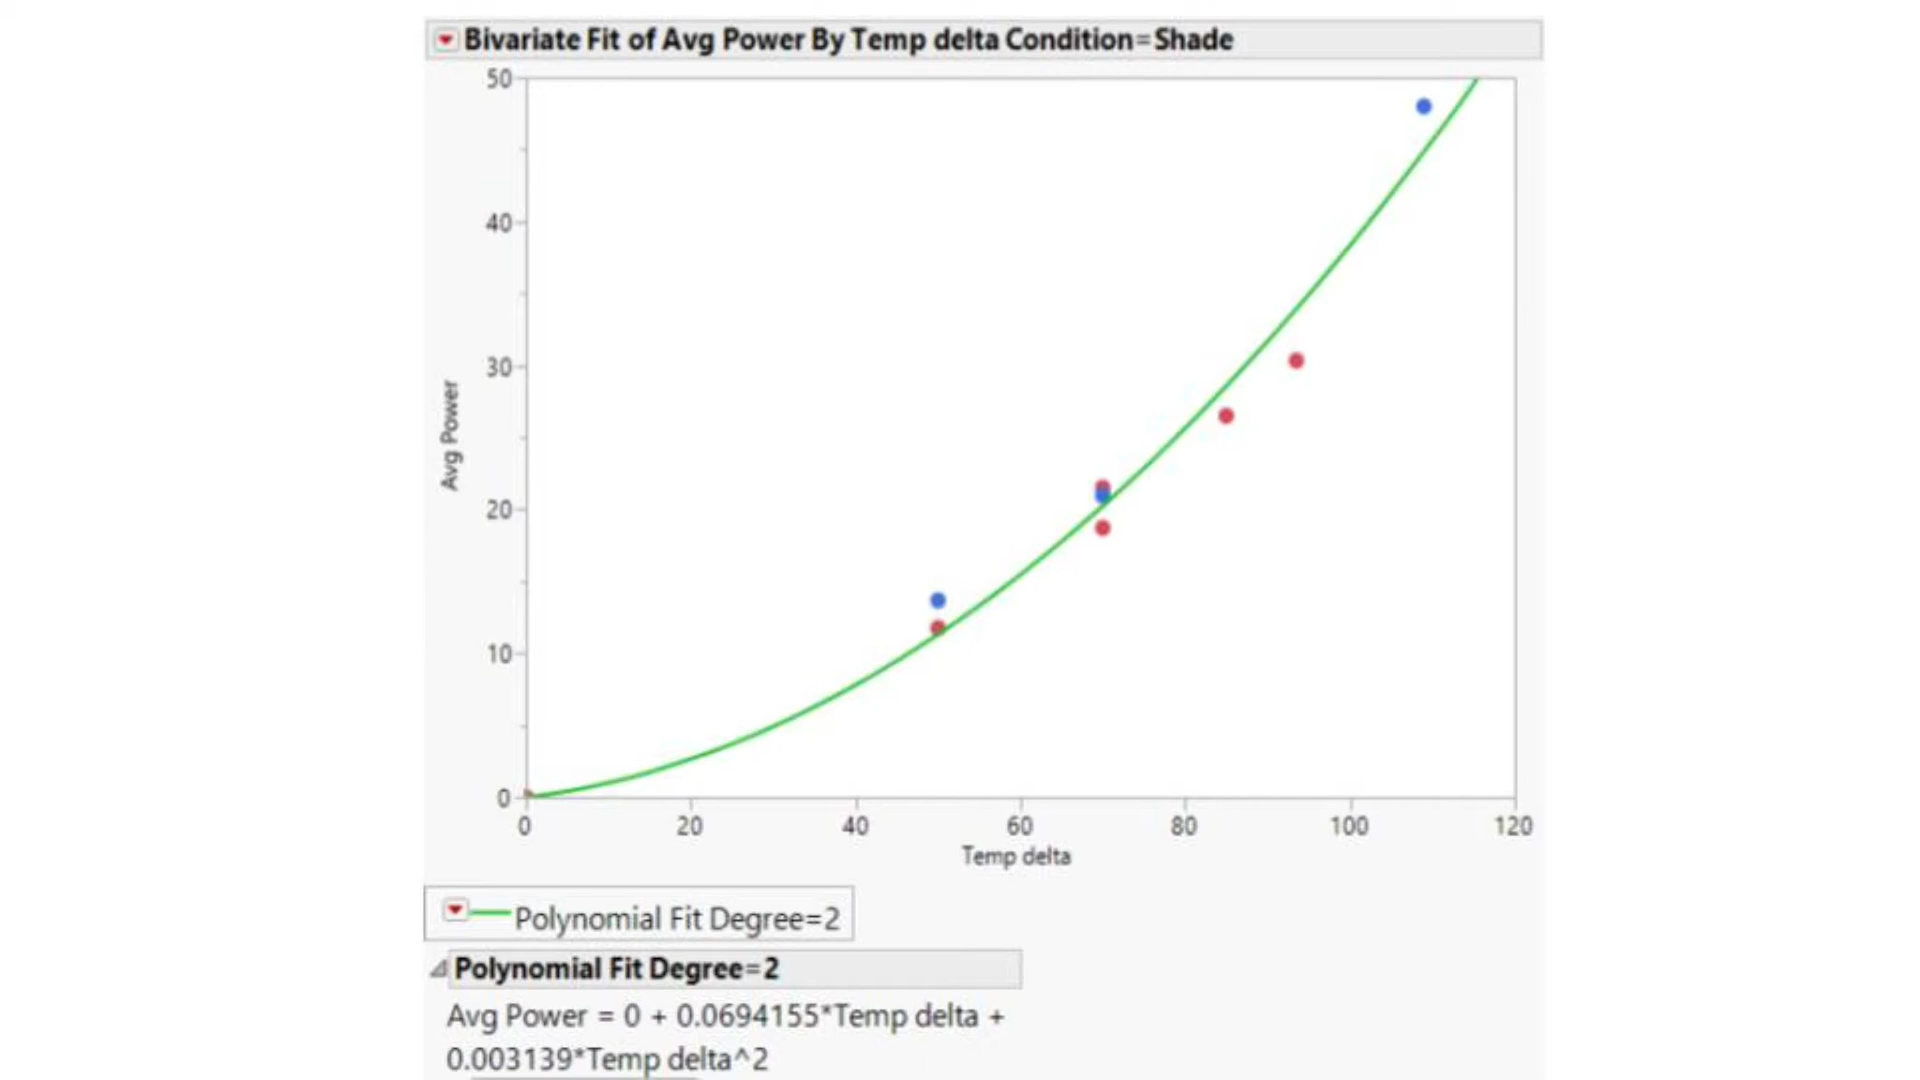 Bivariate Fit of Avg Power By Temp delta Condition=Shade
50
40
30
20
10
0
Avg Power
0 20 40 60 80 100 120
Temp delta
Polynomial Fit Degree=2
Polynomial Fit Degree=2
Avg Power = 0 + 0.0694155*Temp delta +
0.003139*Temp delta^2